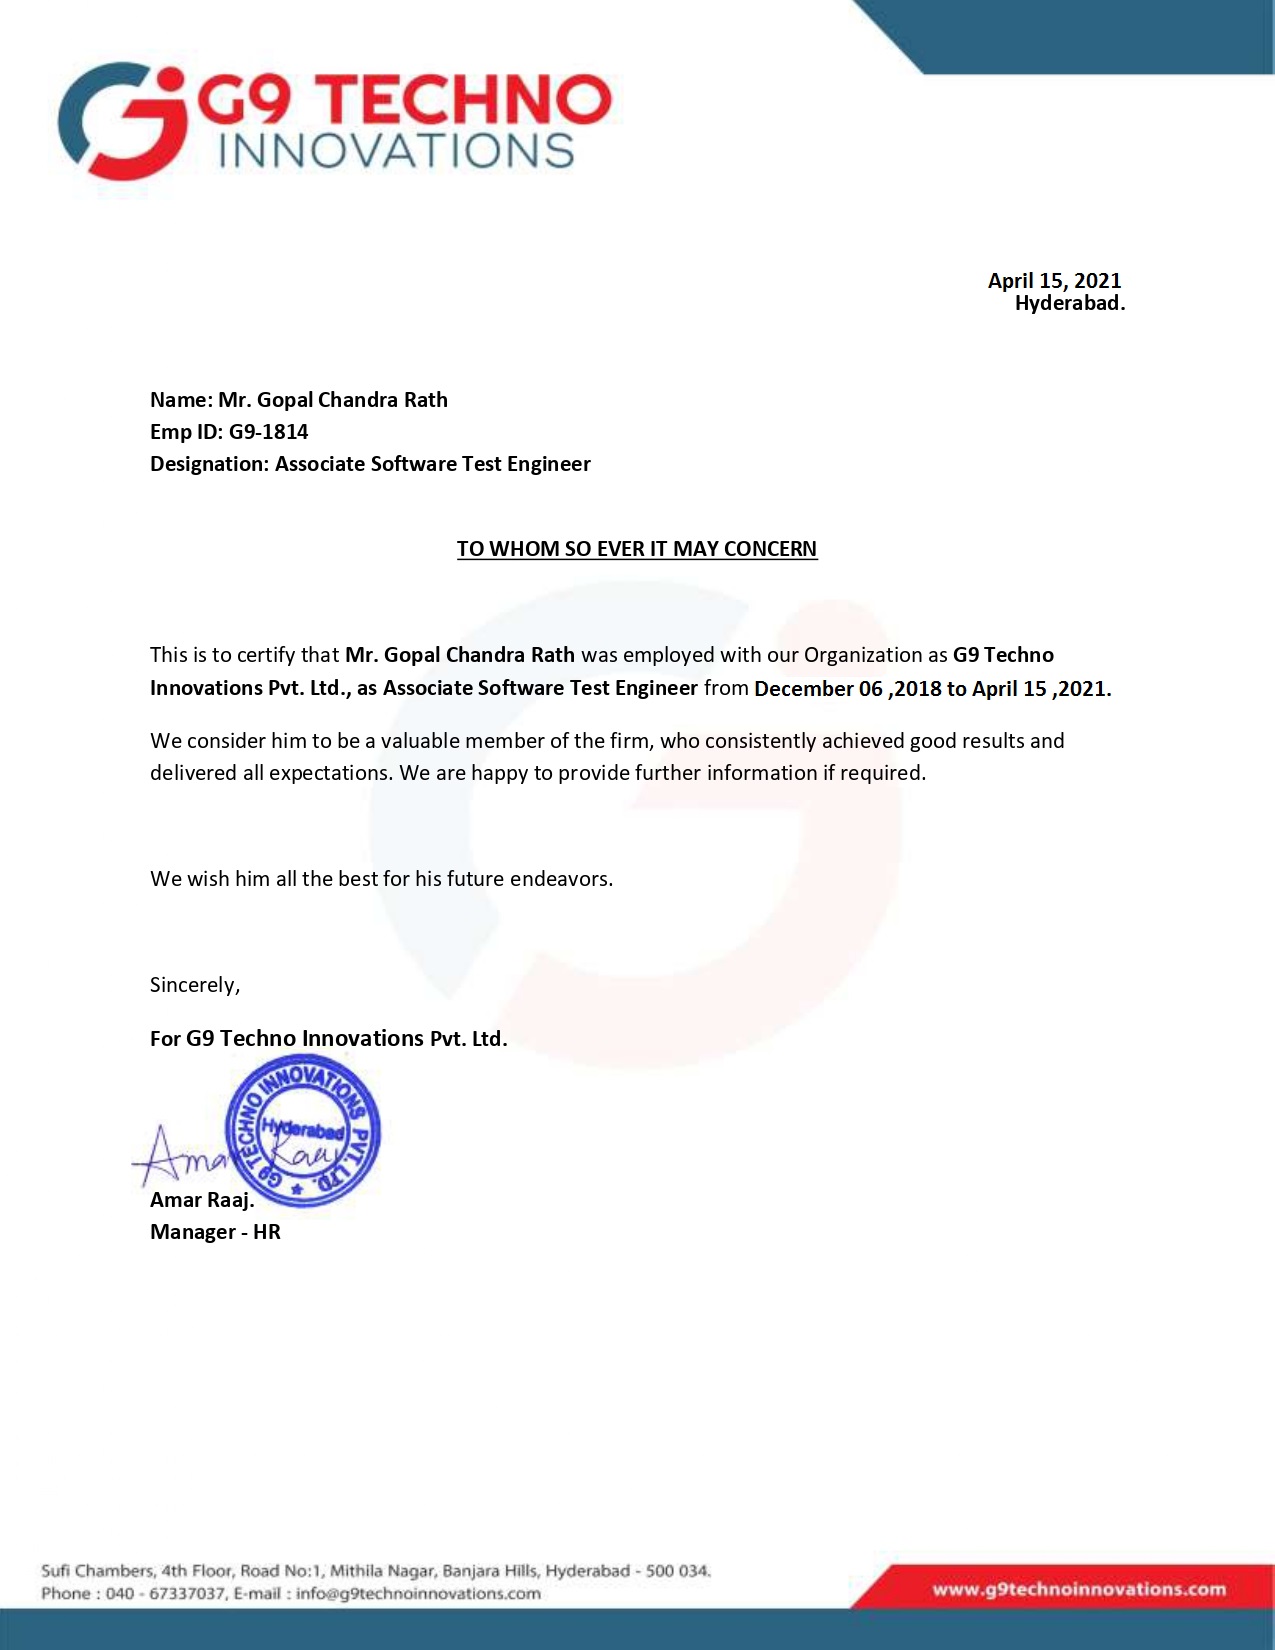 G9 TECHNO
INNOVATIONS
April 15, 2021
Hyderabad.
Name: Mr. Gopal Chandra Rath
Emp ID: G9-1814
Designation: Associate Software Test Engineer
TO WHOM SO EVER IT MAY CONCERN
This is to certify that Mr. Gopal Chandra Rath was employed with our Organization as G9 Techno
Innovations Pvt. Ltd., as Associate Software Test Engineer from December 06 ,2018 to April 15 ,2021.
We consider him to be a valuable member of the firm, who consistently achieved good results and
delivered all expectations. We are happy to provide further information if required.
We wish him all the best for his future endeavors.
Sincerely,
For G9 Techno Innovations Pvt. Ltd.
G9 TECHNO INNOVATIONS PVT. LTD.
Hyderabad
Amar Raaj
Amar Raaj.
Manager - HR
Sufi Chambers, 4th Floor, Road No:1, Mithila Nagar, Banjara Hills, Hyderabad - 500 034.
Phone : 040 - 67337037, E-mail : info@g9technoinnovations.com
www.g9technoinnovations.com